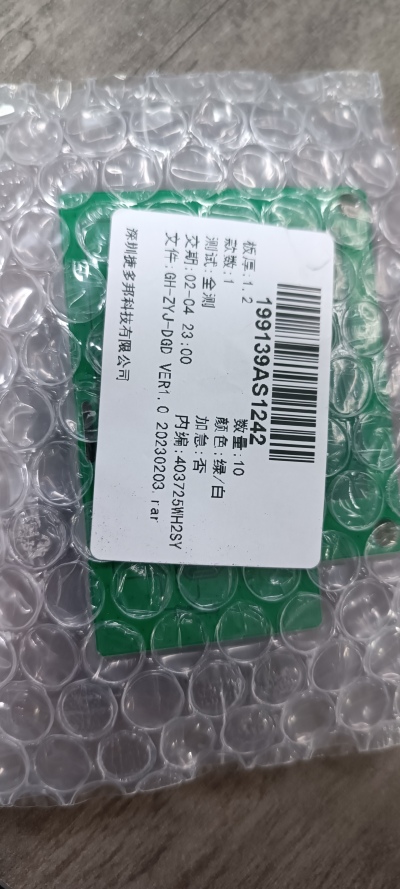 199139AS1242
板厚:1.2 数量:10
款数:1 颜色:绿/白
测试:全测 加急:否
交期:02-04 23:00 内编:403725WH2SY
文件:GH-ZYJ-DGD VER1.0 20230203.rar
深圳捷多邦科技有限公司